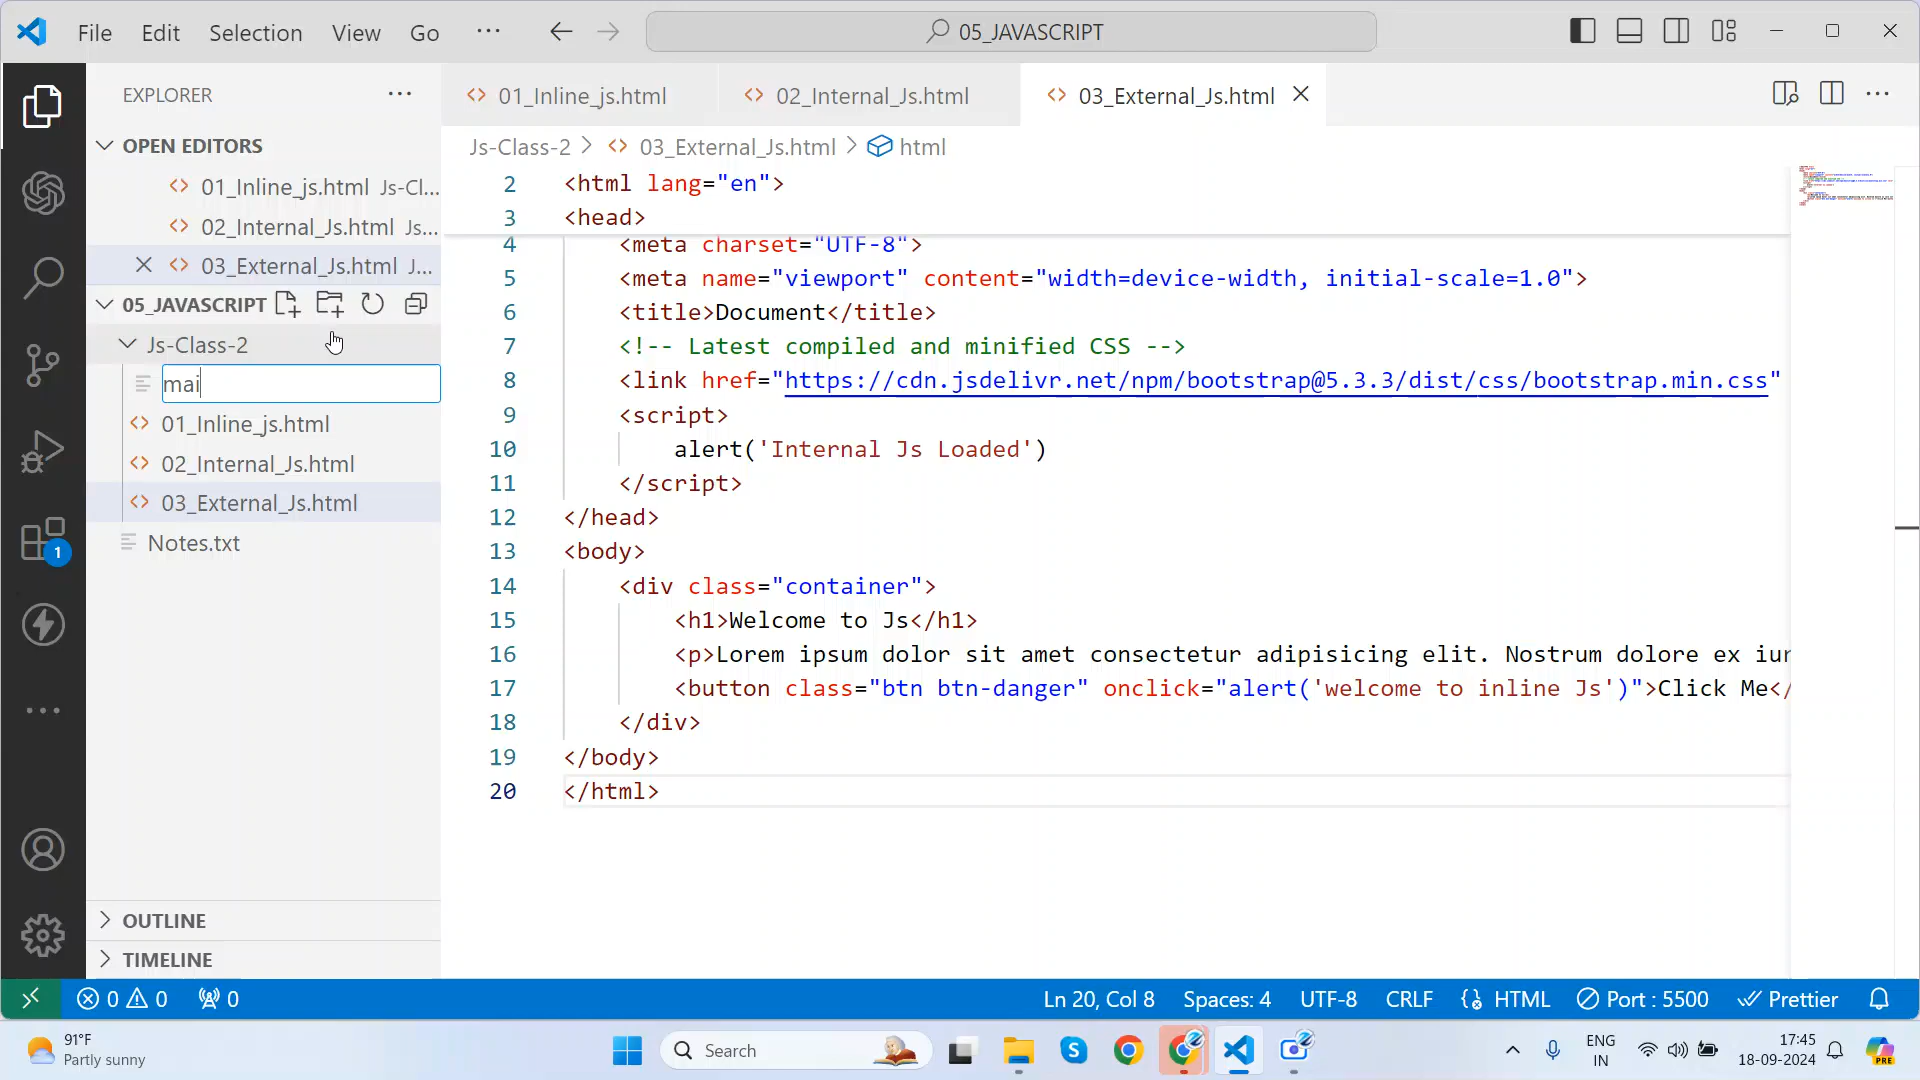 File Edit Selection View Go ··· 05_JAVASCRIPT
EXPLORER ···
OPEN EDITORS
01_Inline_js.html Js-Cl...
02_Internal_Js.html Js...
03_External_Js.html J...
05_JAVASCRIPT
Js-Class-2
mai
01_Inline_js.html
02_Internal_Js.html
03_External_Js.html
Notes.txt
OUTLINE
TIMELINE
1
01_Inline_js.html 02_Internal_Js.html 03_External_Js.html
Js-Class-2 > 03_External_Js.html > html
2 <html lang="en">
3 <head>
4 <meta charset="UTF-8">
5 <meta name="viewport" content="width=device-width, initial-scale=1.0">
6 <title>Document</title>
7 <!-- Latest compiled and minified CSS -->
8 <link href="https://cdn.jsdelivr.net/npm/bootstrap@5.3.3/dist/css/bootstrap.min.css"
9 <script>
10 alert('Internal Js Loaded')
11 </script>
12 </head>
13 <body>
14 <div class="container">
15 <h1>Welcome to Js</h1>
16 <p>Lorem ipsum dolor sit amet consectetur adipisicing elit. Nostrum dolore ex iur
17 <button class="btn btn-danger" onclick="alert('welcome to inline Js')">Click Me</
18 </div>
19 </body>
20 </html>
0 0 0 Ln 20, Col 8 Spaces: 4 UTF-8 CRLF HTML Port : 5500 Prettier
91°F
Partly sunny
Search
ENG
IN
17:45
18-09-2024
PRE